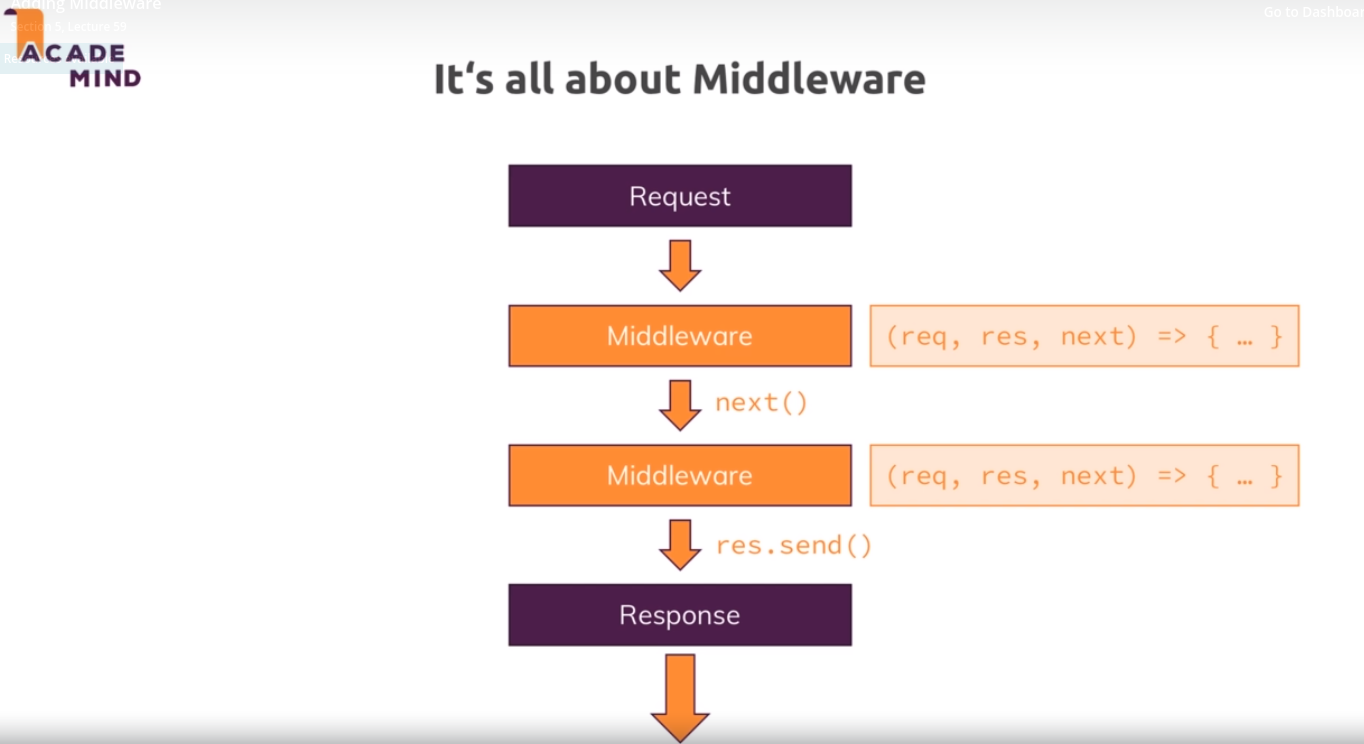 Adding Middleware
Go to Dashboar
Section 5, Lecture 59
ACADE
MIND
It‘s all about Middleware
Request
Middleware
(req, res, next) => { … }
next()
Middleware
(req, res, next) => { … }
res.send()
Response